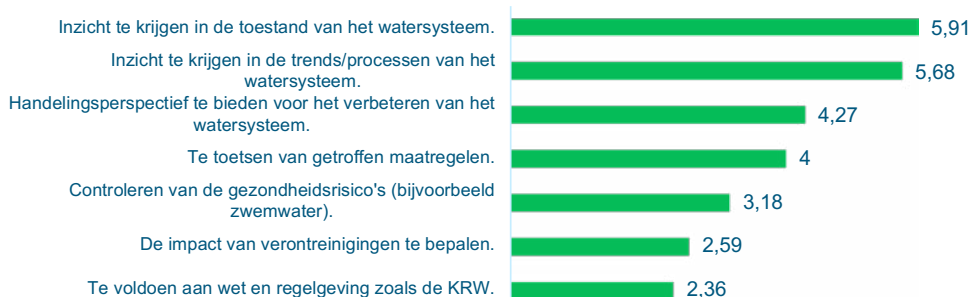 Inzicht te krijgen in de toestand van het watersysteem.
5,91
Inzicht te krijgen in de trends/processen van het
watersysteem.
5,68
Handelingsperspectief te bieden voor het verbeteren van het
watersysteem.
4,27
Te toetsen van getroffen maatregelen.
4
Controleren van de gezondheidsrisico's (bijvoorbeeld
zwemwater).
3,18
De impact van verontreinigingen te bepalen.
2,59
Te voldoen aan wet en regelgeving zoals de KRW.
2,36